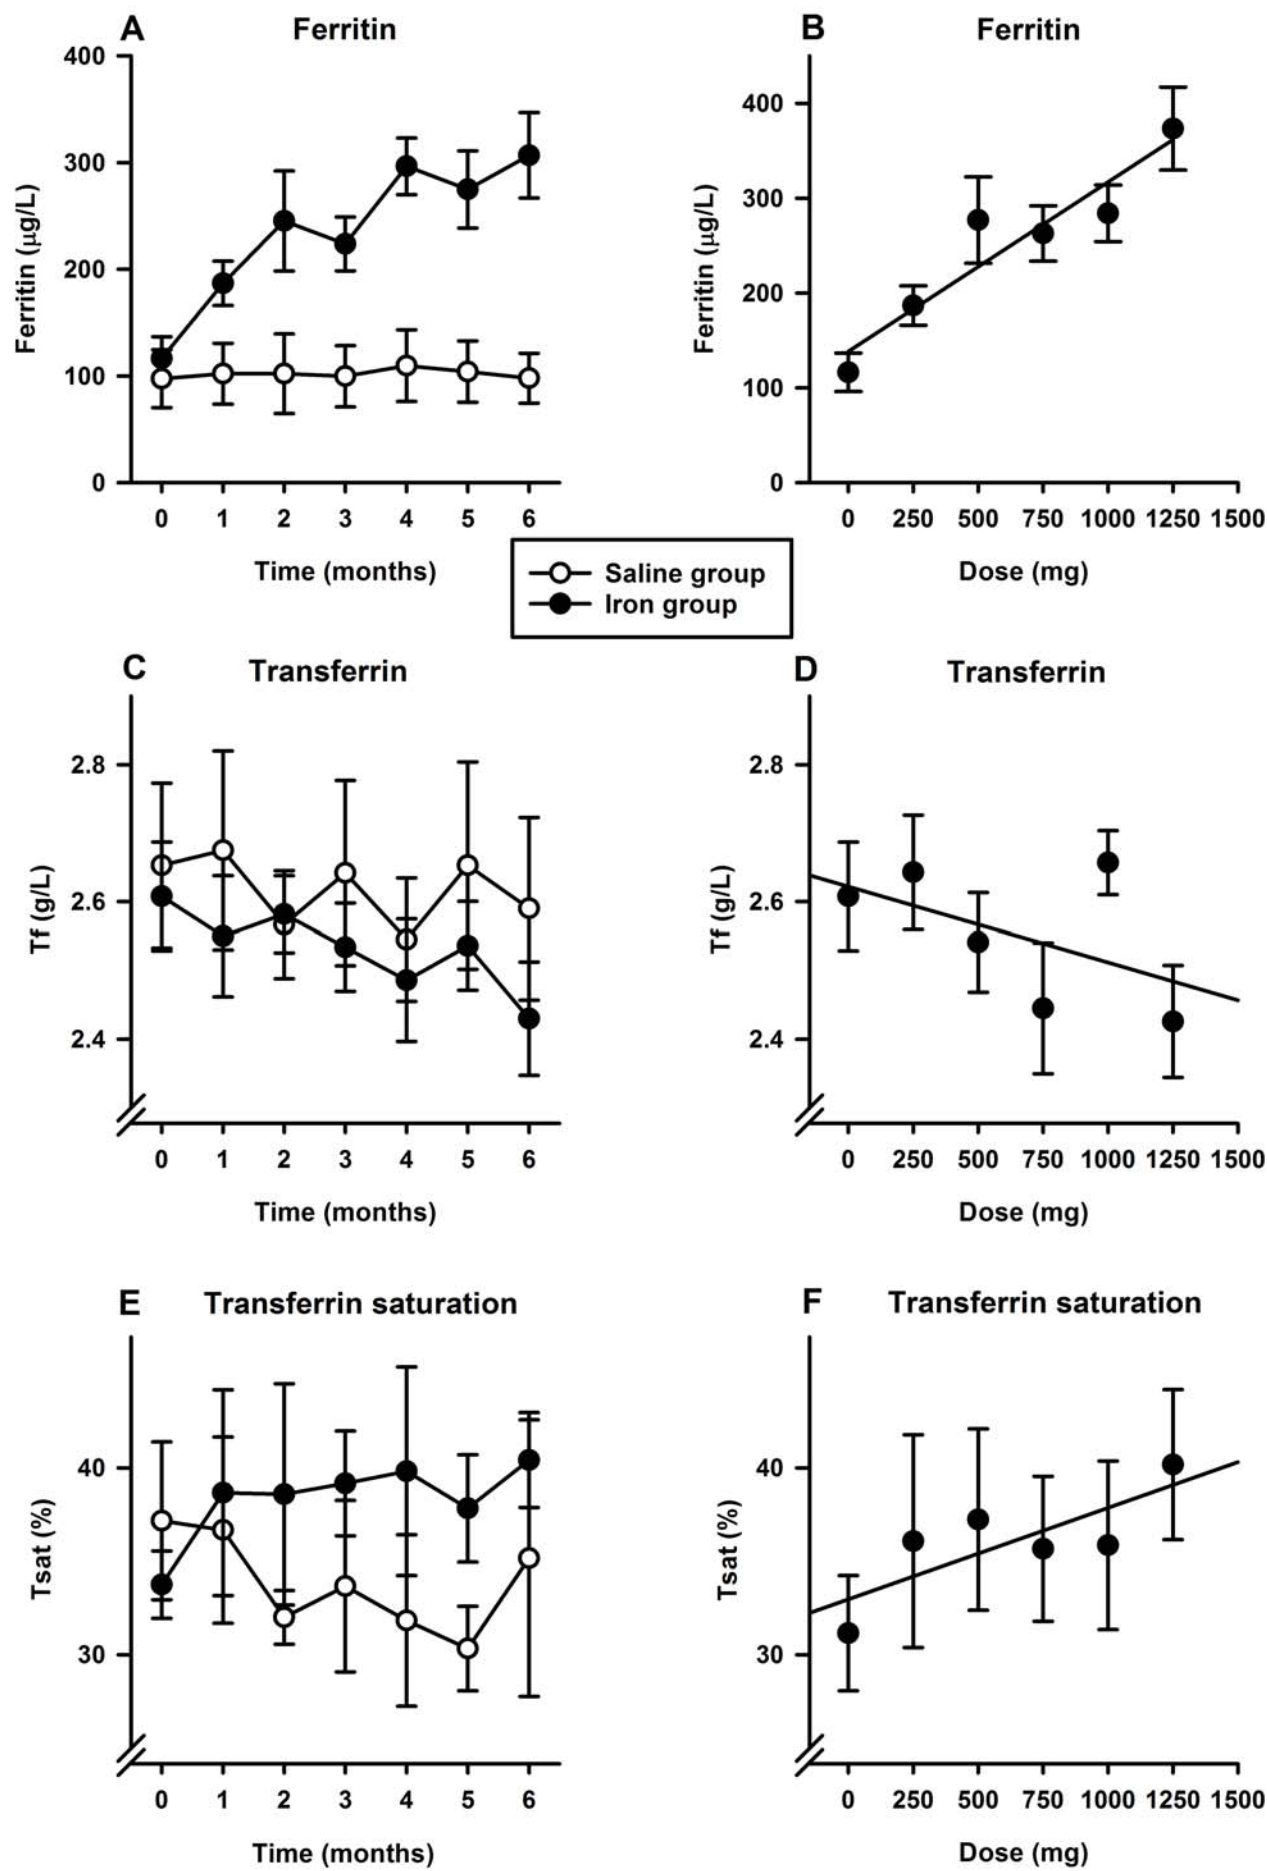 A Ferritin
400
300
200
100
0
Ferritin (µg/L)
0 1 2 3 4 5 6
Time (months)
B Ferritin
400
300
200
100
0
Ferritin (µg/L)
0 250 500 750 1000 1250 1500
Dose (mg)
Saline group
Iron group
C Transferrin
2.8
2.6
2.4
Tf (g/L)
0 1 2 3 4 5 6
Time (months)
D Transferrin
2.8
2.6
2.4
Tf (g/L)
0 250 500 750 1000 1250 1500
Dose (mg)
E Transferrin saturation
40
30
Tsat (%)
0 1 2 3 4 5 6
Time (months)
F Transferrin saturation
40
30
Tsat (%)
0 250 500 750 1000 1250 1500
Dose (mg)